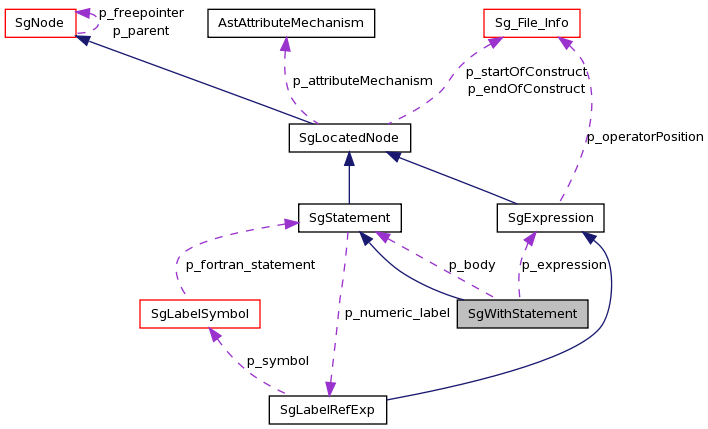 p_freepointer
p_parent
SgNode
AstAttributeMechanism
Sg_File_Info
p_attributeMechanism
p_startOfConstruct
p_endOfConstruct
p_operatorPosition
SgLocatedNode
SgStatement
SgExpression
p_fortran_statement
p_body
p_expression
SgLabelSymbol
p_numeric_label
SgWithStatement
p_symbol
SgLabelRefExp